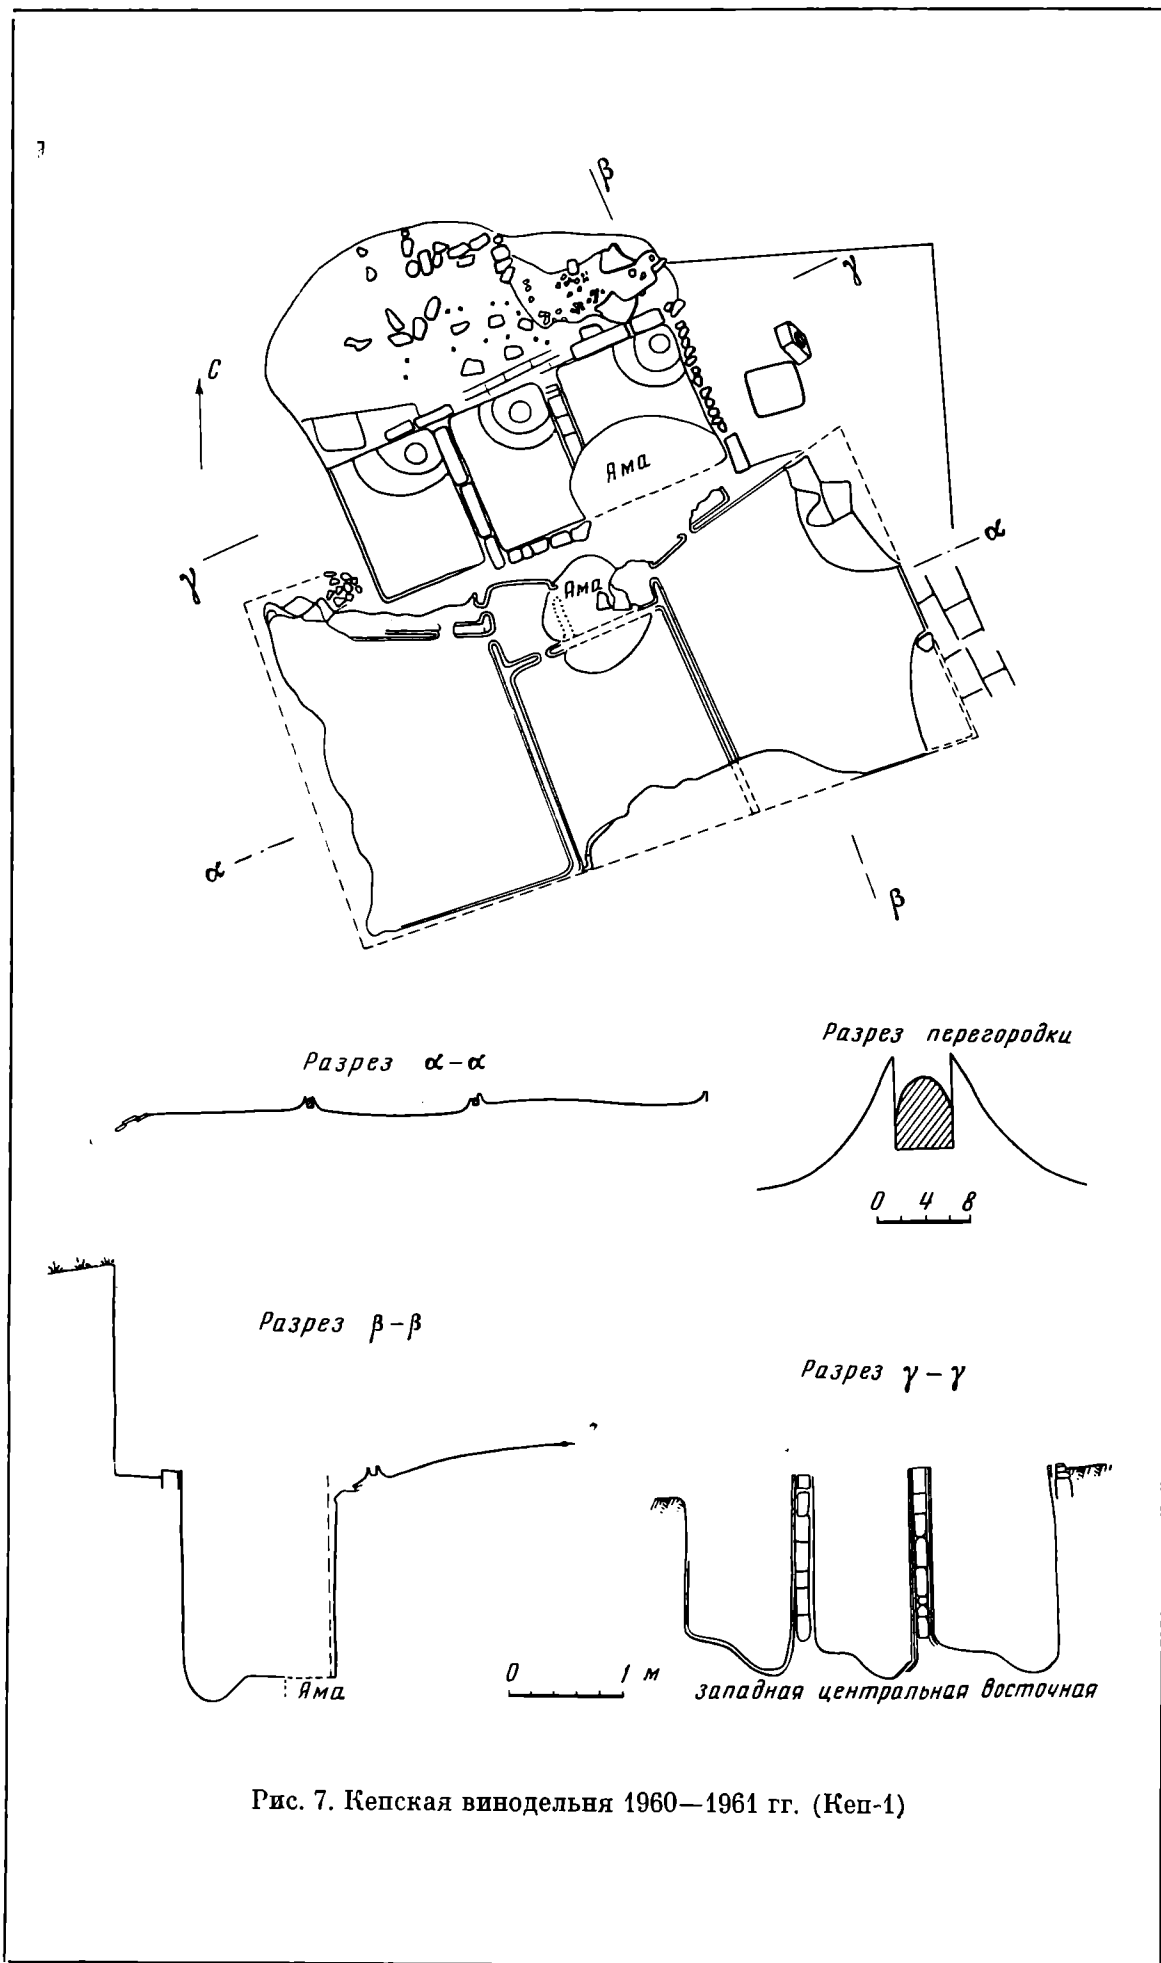 β
γ
С
Яма
α
γ
Яма
α
β
Разрез α-α
Разрез перегородки
0 4 8
Разрез β-β
Разрез γ-γ
Яма
0 1 м
западная центральная восточная
Рис. 7. Кепская винодельня 1960—1961 гг. (Кеп-1)